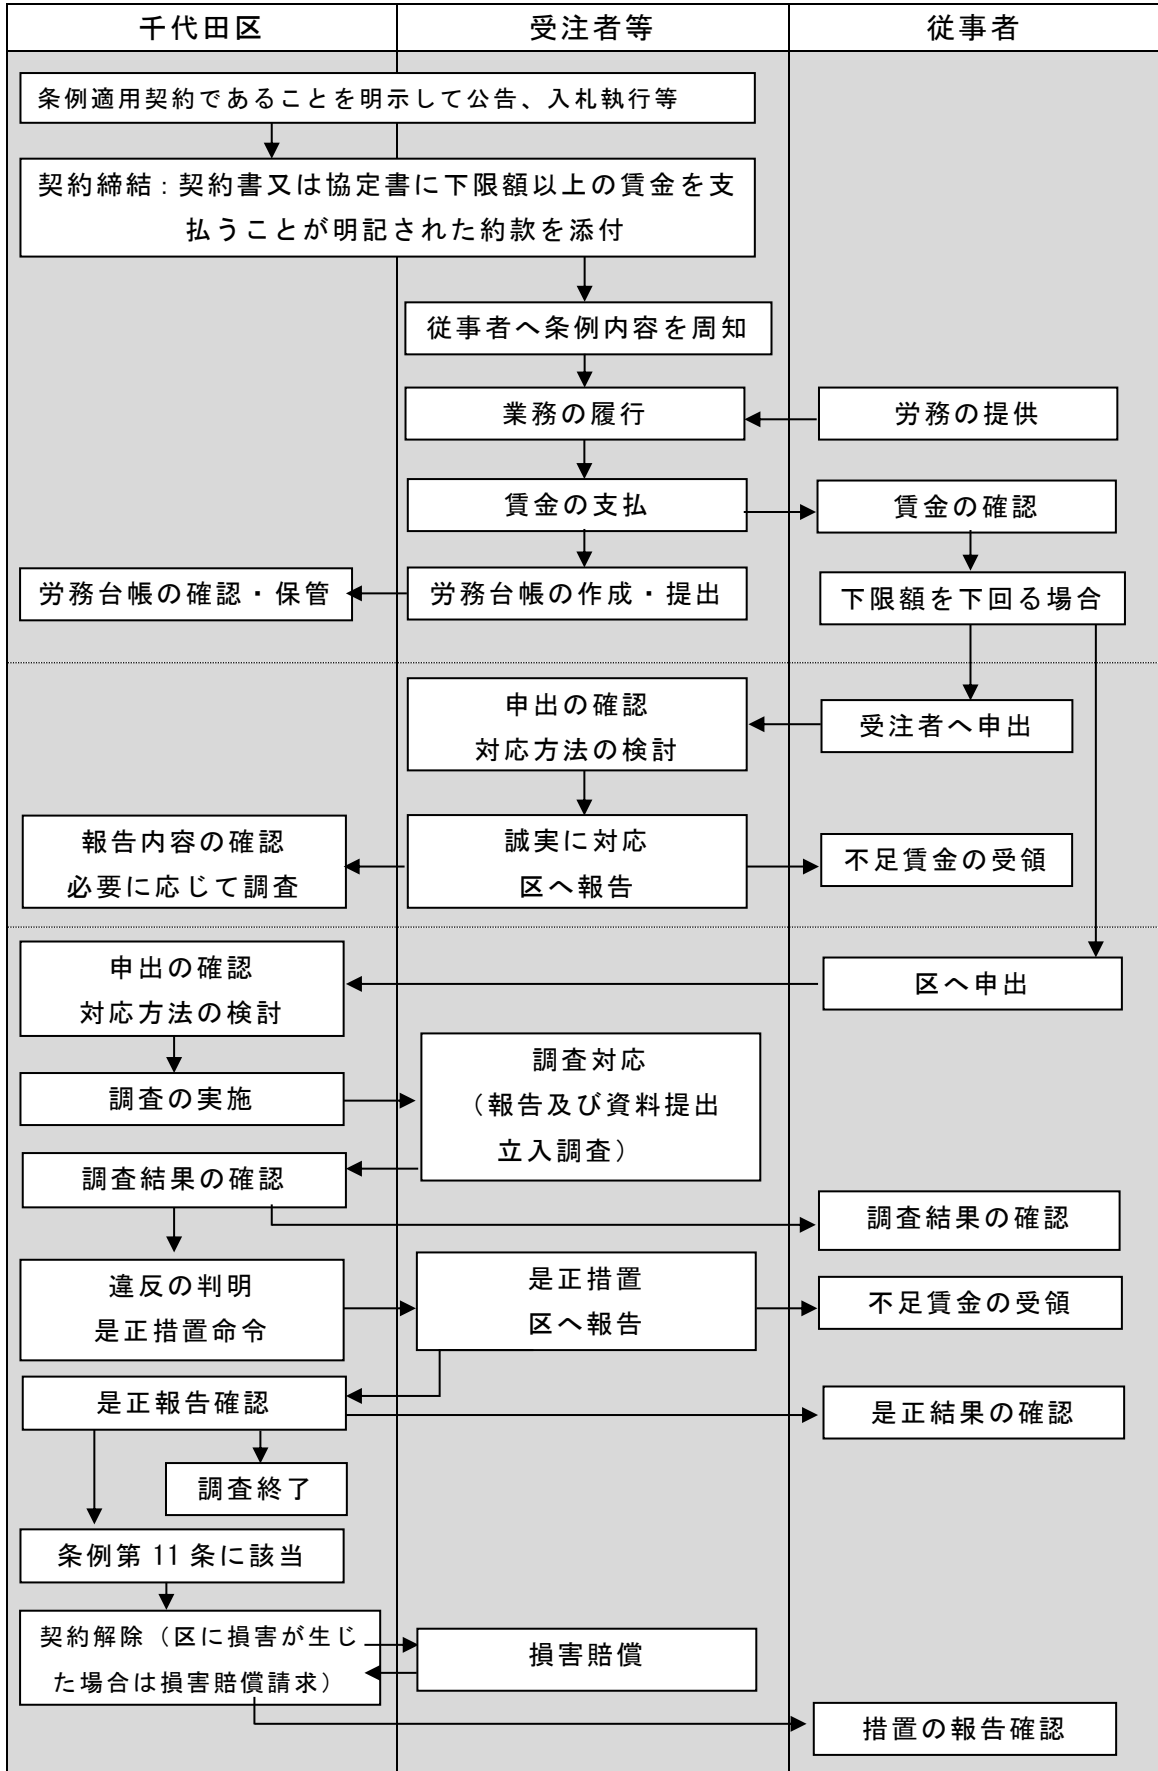 千代田区
受注者等
従事者
条例適用契約であることを明示して公告、入札執行等
契約締結：契約書又は協定書に下限額以上の賃金を支
払うことが明記された約款を添付
従事者へ条例内容を周知
業務の履行
労務の提供
賃金の支払
賃金の確認
労務台帳の確認・保管
労務台帳の作成・提出
下限額を下回る場合
申出の確認
対応方法の検討
受注者へ申出
報告内容の確認
必要に応じて調査
誠実に対応
区へ報告
不足賃金の受領
申出の確認
対応方法の検討
区へ申出
調査の実施
調査対応
（報告及び資料提出
立入調査）
調査結果の確認
調査結果の確認
違反の判明
是正措置命令
是正措置
区へ報告
不足賃金の受領
是正報告確認
是正結果の確認
調査終了
条例第 11 条に該当
契約解除（区に損害が生じ
た場合は損害賠償請求）
損害賠償
措置の報告確認